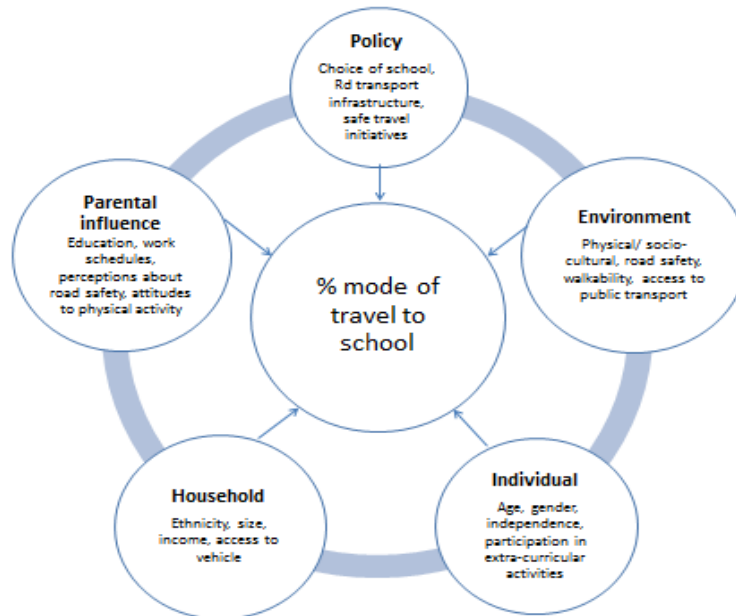 Policy
Choice of school,
Rd transport
infrastructure,
safe travel
initiatives
Parental
influence
Education, work
schedules,
perceptions about
road safety, attitudes
to physical activity
Environment
Physical/ socio-
cultural, road safety,
walkability, access to
public transport
% mode of
travel to
school
Household
Ethnicity, size,
income, access to
vehicle
Individual
Age, gender,
independence,
participation in
extra-curricular
activities